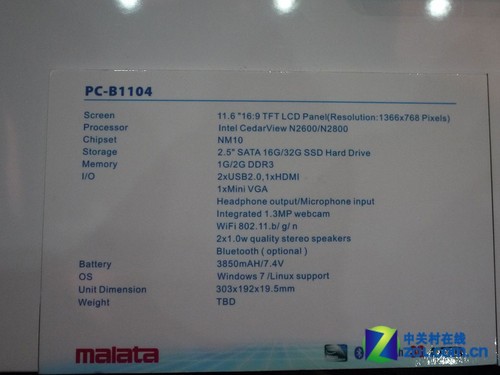 PC-B1104
Screen 11.6 "16:9 TFT LCD Panel(Resolution:1366x768 Pixels)
Processor Intel CedarView N2600/N2800
Chipset NM10
Storage 2.5" SATA 16G/32G SSD Hard Drive
Memory 1G/2G DDR3
I/O 2xUSB2.0,1xHDMI
1xMini VGA
Headphone output/Microphone input
Integrated 1.3MP webcam
WiFi 802.11.b/ g/ n
2x1.0w quality stereo speakers
Bluetooth ( optional )
Battery 3850mAH/7.4V
OS Windows 7 /Linux support
Unit Dimension 303x192x19.5mm
Weight TBD
malata
中关村在线